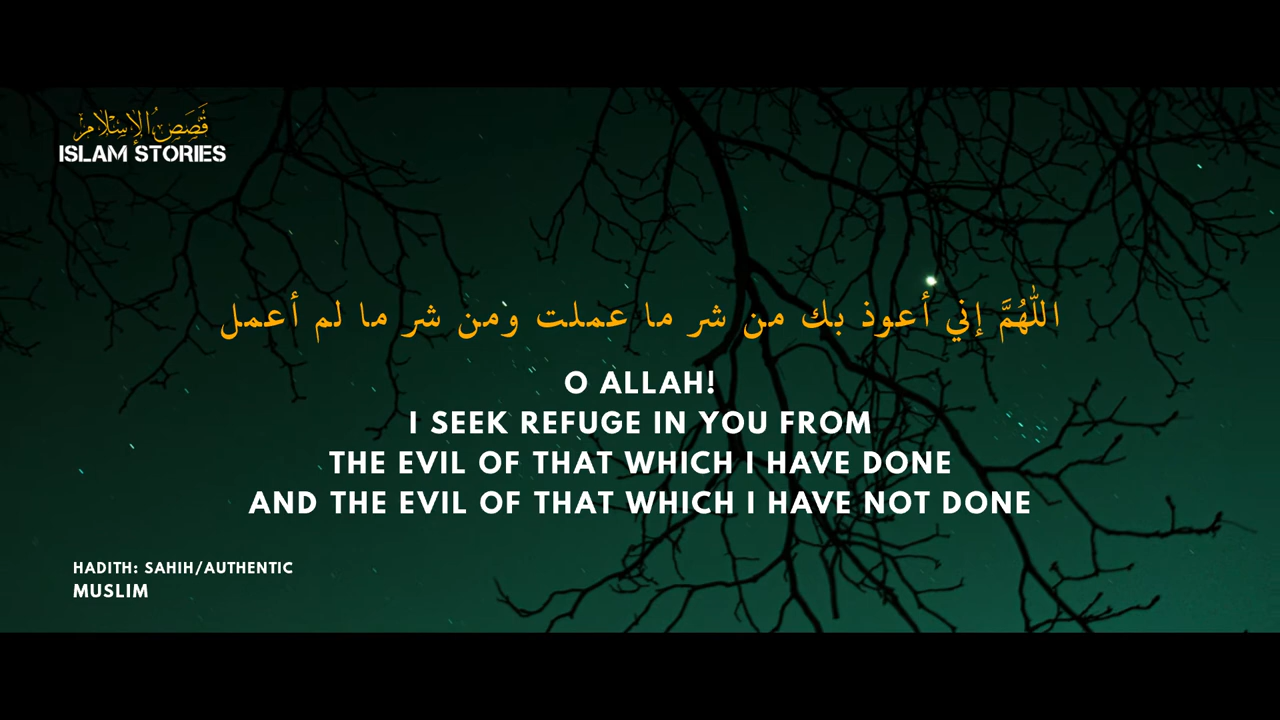 قَصَصُ الإِسْلَام
ISLAM STORIES
اللّٰهُمَّ إِني أعوذ بك من شر ما عملت ومن شر ما لم أعمل
O ALLAH!
I SEEK REFUGE IN YOU FROM
THE EVIL OF THAT WHICH I HAVE DONE
AND THE EVIL OF THAT WHICH I HAVE NOT DONE
HADITH: SAHIH/AUTHENTIC
MUSLIM